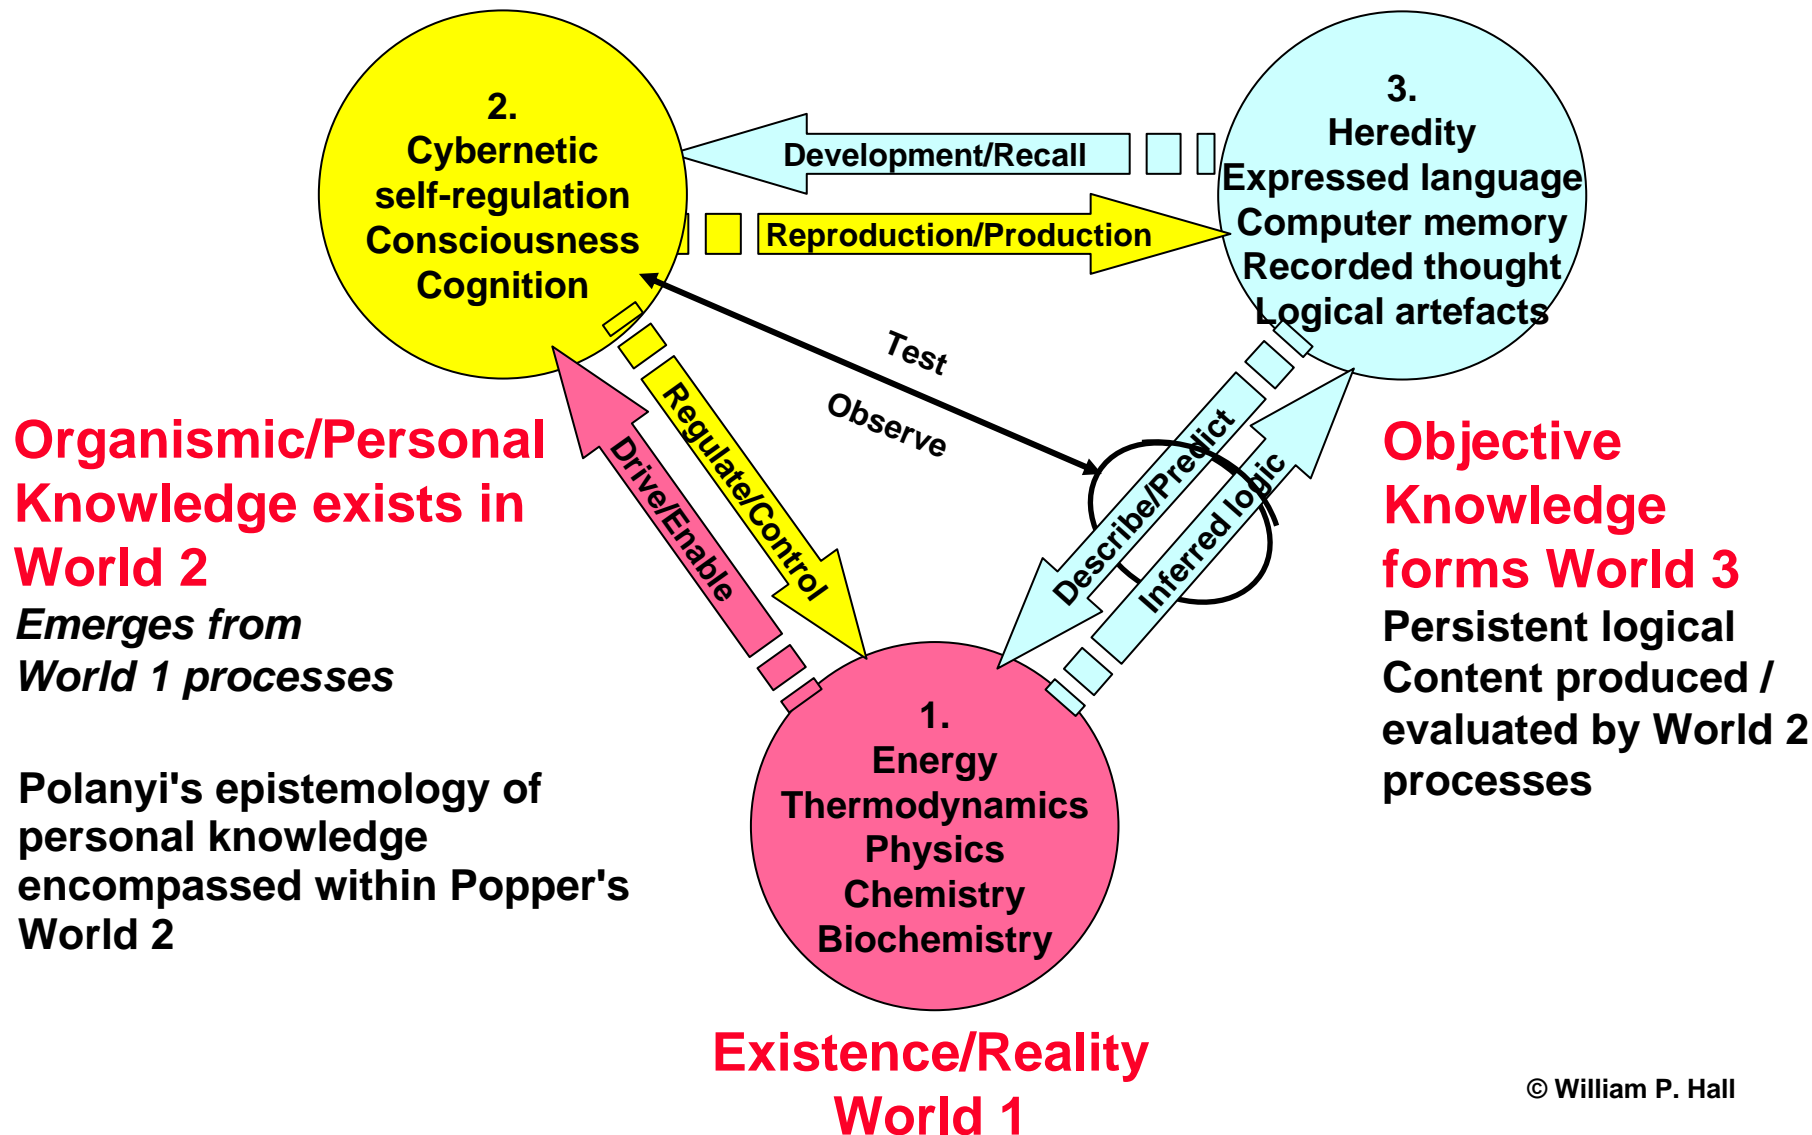 2.
Cybernetic
self-regulation
Consciousness
Cognition
3.
Heredity
Expressed language
Computer memory
Recorded thought
Logical artefacts
Development/Recall
Reproduction/Production
Test
Observe
Regulate/Control
Drive/Enable
Describe/Predict
Inferred logic
Organismic/Personal
Knowledge exists in
World 2
Emerges from
World 1 processes
Polanyi's epistemology of
personal knowledge
encompassed within Popper's
World 2
Objective
Knowledge
forms World 3
Persistent logical
Content produced /
evaluated by World 2
processes
1.
Energy
Thermodynamics
Physics
Chemistry
Biochemistry
Existence/Reality
World 1
© William P. Hall